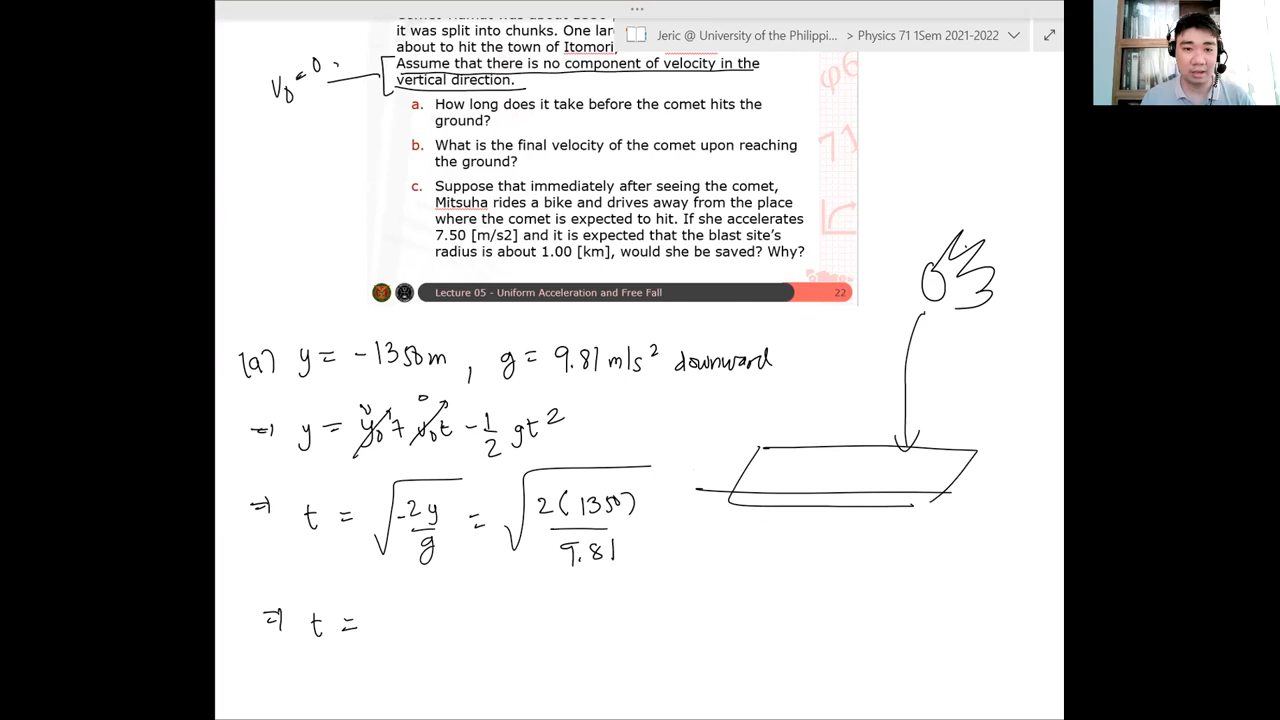 it was split into chunks. One lar
about to hit the town of Itomori,
Assume that there is no component of velocity in the
vertical direction.
V₀ = 0
a. How long does it take before the comet hits the
ground?
b. What is the final velocity of the comet upon reaching
the ground?
c. Suppose that immediately after seeing the comet,
Mitsuha rides a bike and drives away from the place
where the comet is expected to hit. If she accelerates
7.50 [m/s2] and it is expected that the blast site's
radius is about 1.00 [km], would she be saved? Why?
Lecture 05 - Uniform Acceleration and Free Fall 22
Jeric @ University of the Philippi... > Physics 71 1Sem 2021-2022
φ6
71
(a) y = -1350m, g = 9.81 m/s² downward
⇒ y = y₀ + v₀t - 1/2 gt²
0 0
⇒ t = √(-2y/g) = √(2(1350)/9.81)
⇒ t =